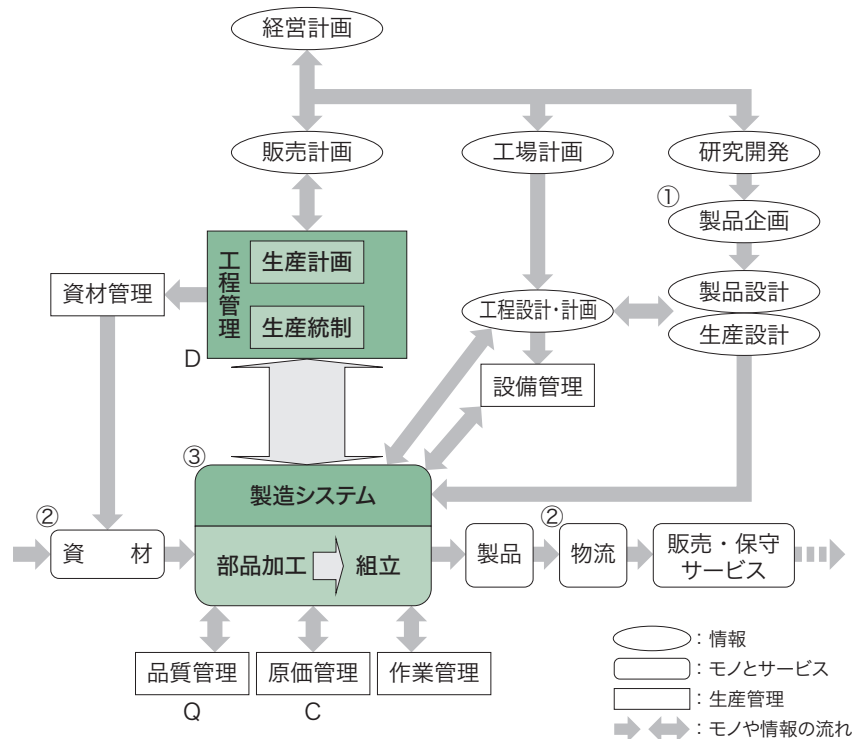 経営計画
販売計画
工場計画
研究開発
①
製品企画
工程管理
生産計画
生産統制
D
資材管理
工程設計・計画
製品設計
生産設計
設備管理
③
製造システム
部品加工
組立
②
資　材
製品
②
物流
販売・保守
サービス
品質管理
Q
原価管理
C
作業管理
：情報
：モノとサービス
：生産管理
：モノや情報の流れ